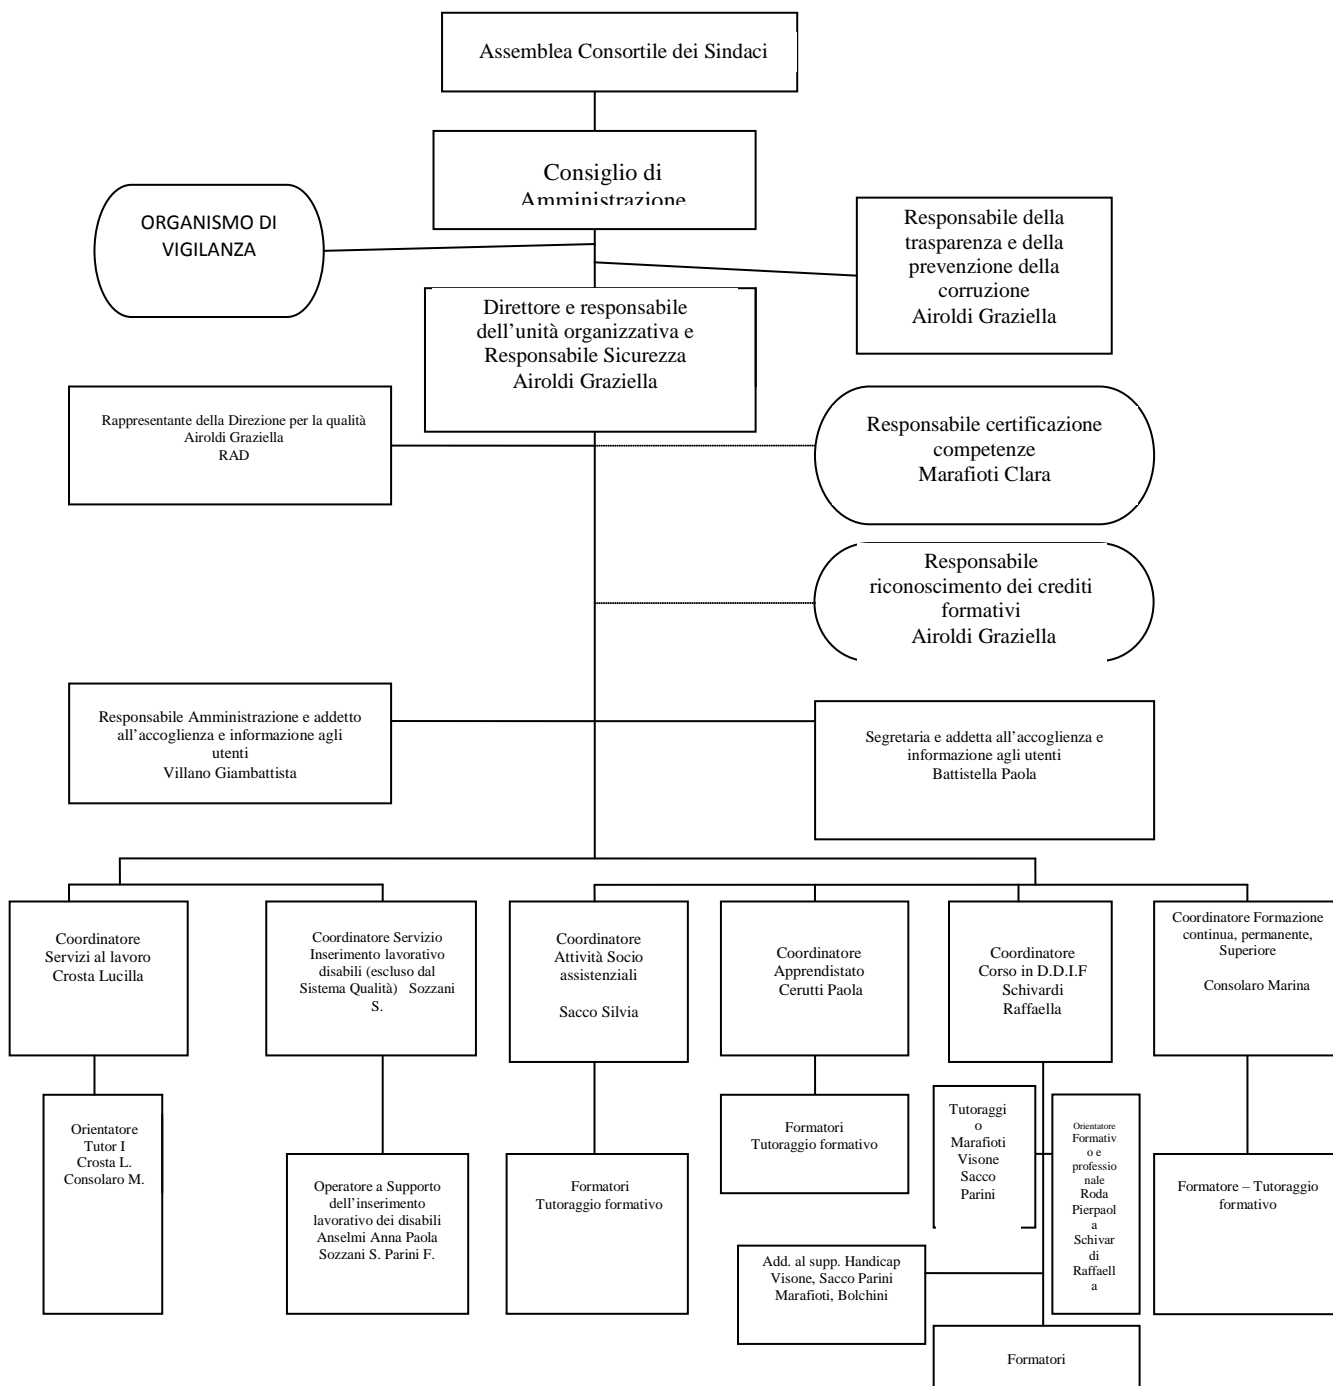 Assemblea Consortile dei Sindaci
Consiglio di
Amministrazione
ORGANISMO DI
VIGILANZA
Responsabile della
trasparenza e della
prevenzione della
corruzione
Airoldi Graziella
Direttore e responsabile
dell’unità organizzativa e
Responsabile Sicurezza
Airoldi Graziella
Rappresentante della Direzione per la qualità
Airoldi Graziella
RAD
Responsabile certificazione
competenze
Marafioti Clara
Responsabile
riconoscimento dei crediti
formativi
Airoldi Graziella
Responsabile Amministrazione e addetto
all’accoglienza e informazione agli
utenti
Villano Giambattista
Segretaria e addetta all’accoglienza e
informazione agli utenti
Battistella Paola
Coordinatore
Servizi al lavoro
Crosta Lucilla
Coordinatore Servizio
Inserimento lavorativo
disabili (escluso dal
Sistema Qualità) Sozzani
S.
Coordinatore
Attività Socio
assistenziali
Sacco Silvia
Coordinatore
Apprendistato
Cerutti Paola
Coordinatore
Corso in D.D.I.F
Schivardi
Raffaella
Coordinatore Formazione
continua, permanente,
Superiore
Consolaro Marina
Orientatore
Tutor I
Crosta L.
Consolaro M.
Operatore a Supporto
dell’inserimento
lavorativo dei disabili
Anselmi Anna Paola
Sozzani S. Parini F.
Formatori
Tutoraggio formativo
Formatori
Tutoraggio formativo
Tutoraggi
o
Marafioti
Visone
Sacco
Parini
Orientatore
Formativ
o e
professio
nale
Roda
Pierpaol
a
Schivar
di
Raffaell
a
Formatore – Tutoraggio
formativo
Add. al supp. Handicap
Visone, Sacco Parini
Marafioti, Bolchini
Formatori